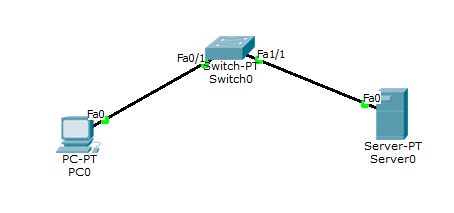 Fa0/1
Fa1/1
Switch-PT
Switch0
Fa0
Fa0
PC-PT
PC0
Server-PT
Server0